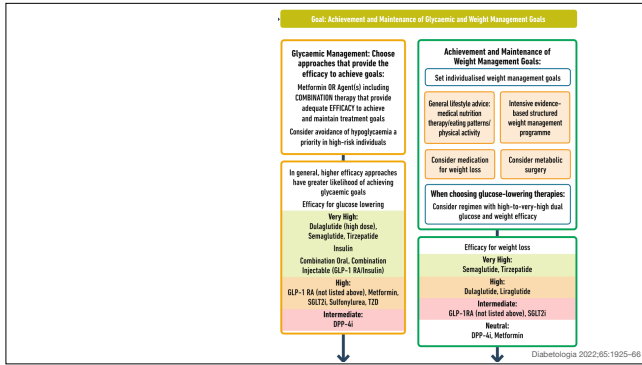 Goal: Achievement and Maintenance of Glycaemic and Weight Management Goals
Glycaemic Management: Choose
approaches that provide the
efficacy to achieve goals:
Metformin OR Agent(s) including
COMBINATION therapy that provide
adequate EFFICACY to achieve
and maintain treatment goals
Consider avoidance of hypoglycaemia a
priority in high-risk individuals
In general, higher efficacy approaches
have greater likelihood of achieving
glycaemic goals
Efficacy for glucose lowering
Very High:
Dulaglutide (high dose),
Semaglutide, Tirzepatide
Insulin
Combination Oral, Combination
Injectable (GLP-1 RA/Insulin)
High:
GLP-1 RA (not listed above), Metformin,
SGLT2i, Sulfonylurea, TZD
Intermediate:
DPP-4i
Achievement and Maintenance of
Weight Management Goals:
Set individualised weight management goals
General lifestyle advice:
medical nutrition
therapy/eating patterns/
physical activity
Intensive evidence-
based structured
weight management
programme
Consider medication
for weight loss
Consider metabolic
surgery
When choosing glucose-lowering therapies:
Consider regimen with high-to-very-high dual
glucose and weight efficacy
Efficacy for weight loss
Very High:
Semaglutide, Tirzepatide
High:
Dulaglutide, Liraglutide
Intermediate:
GLP-1RA (not listed above), SGLT2i
Neutral:
DPP-4i, Metformin
Diabetologia 2022;65:1925–66